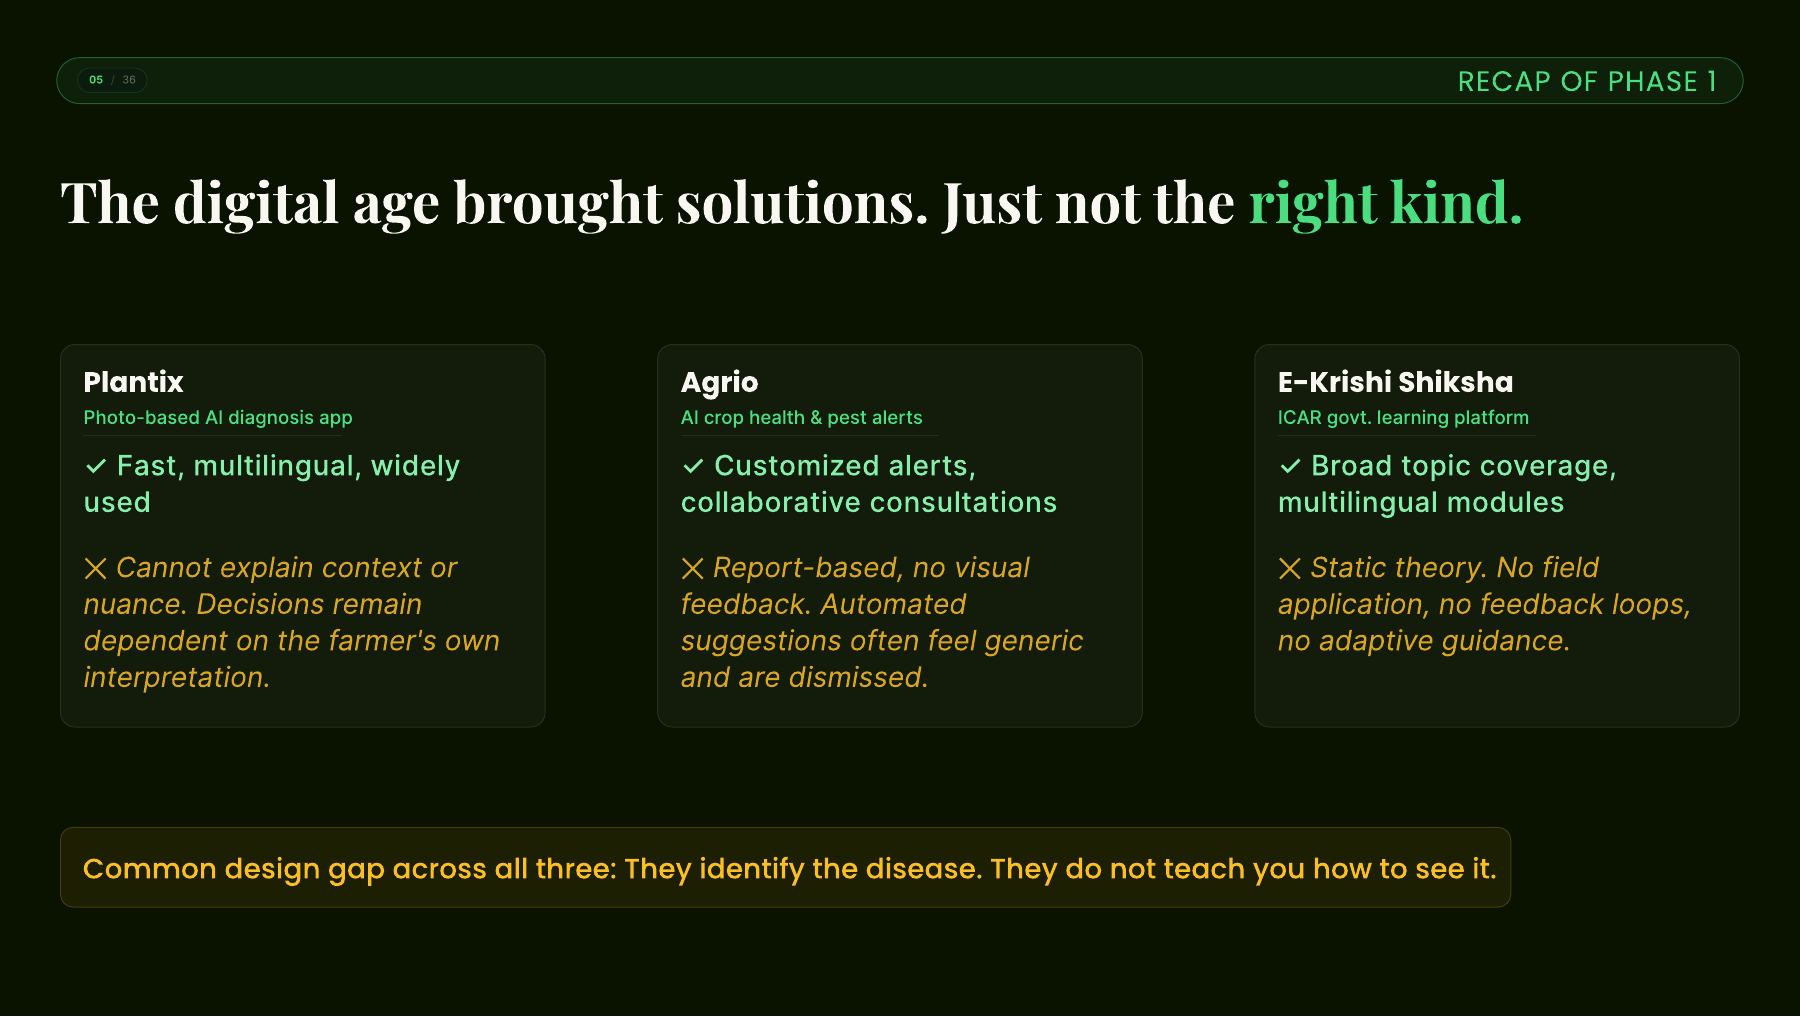 05 / 36
RECAP OF PHASE 1
The digital age brought solutions. Just not the right kind.
Plantix
Photo-based AI diagnosis app
✓ Fast, multilingual, widely
used
✕ Cannot explain context or
nuance. Decisions remain
dependent on the farmer's own
interpretation.
Agrio
AI crop health & pest alerts
✓ Customized alerts,
collaborative consultations
✕ Report-based, no visual
feedback. Automated
suggestions often feel generic
and are dismissed.
E-Krishi Shiksha
ICAR govt. learning platform
✓ Broad topic coverage,
multilingual modules
✕ Static theory. No field
application, no feedback loops,
no adaptive guidance.
Common design gap across all three: They identify the disease. They do not teach you how to see it.